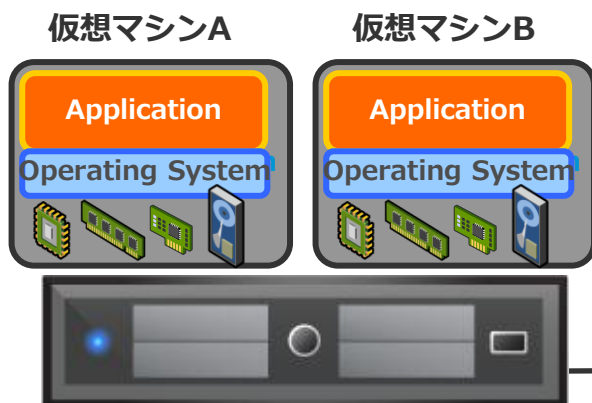 仮想マシンA
仮想マシンB
Application
Application
Operating System
Operating System